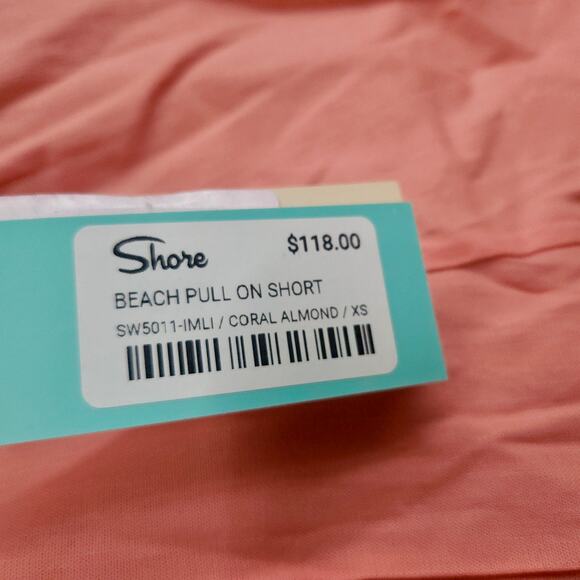 Shore
$118.00
BEACH PULL ON SHORT
SW5011-IMLI / CORAL ALMOND / XS